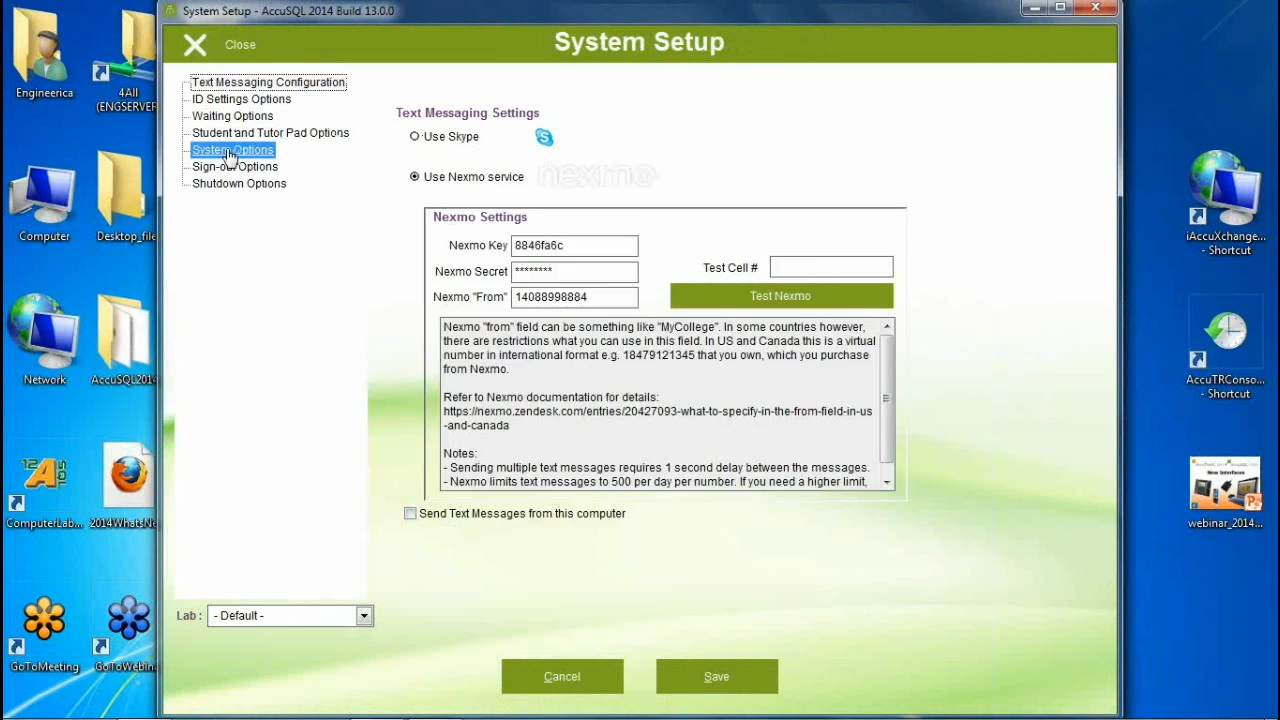 System Setup - AccuSQL 2014 Build 13.0.0
Close
System Setup
Text Messaging Configuration
ID Settings Options
Waiting Options
Student and Tutor Pad Options
System Options
Sign-out Options
Shutdown Options
Text Messaging Settings
Use Skype
Use Nexmo service
nexmo
Nexmo Settings
Nexmo Key 8846fa6c
Nexmo Secret ********
Nexmo "From" 14088998884
Test Cell #
Test Nexmo
Nexmo "from" field can be something like "MyCollege". In some countries however,
there are restrictions what you can use in this field. In US and Canada this is a virtual
number in international format e.g. 18479121345 that you own, which you purchase
from Nexmo.
Refer to Nexmo documentation for details:
https://nexmo.zendesk.com/entries/20427093-what-to-specify-in-the-from-field-in-us
-and-canada
Notes:
- Sending multiple text messages requires 1 second delay between the messages.
- Nexmo limits text messages to 500 per day per number. If you need a higher limit,
Send Text Messages from this computer
Lab : - Default -
Cancel
Save
Engineerica
4All
(ENGSERVER
Computer
Desktop_file
Network
AccuSQL2014
ComputerLab...
2014WhatsNe
GoToMeeting
GoToWebin
iAccuXchange...
- Shortcut
AccuTRConso...
- Shortcut
New Interfaces
webinar_2014...